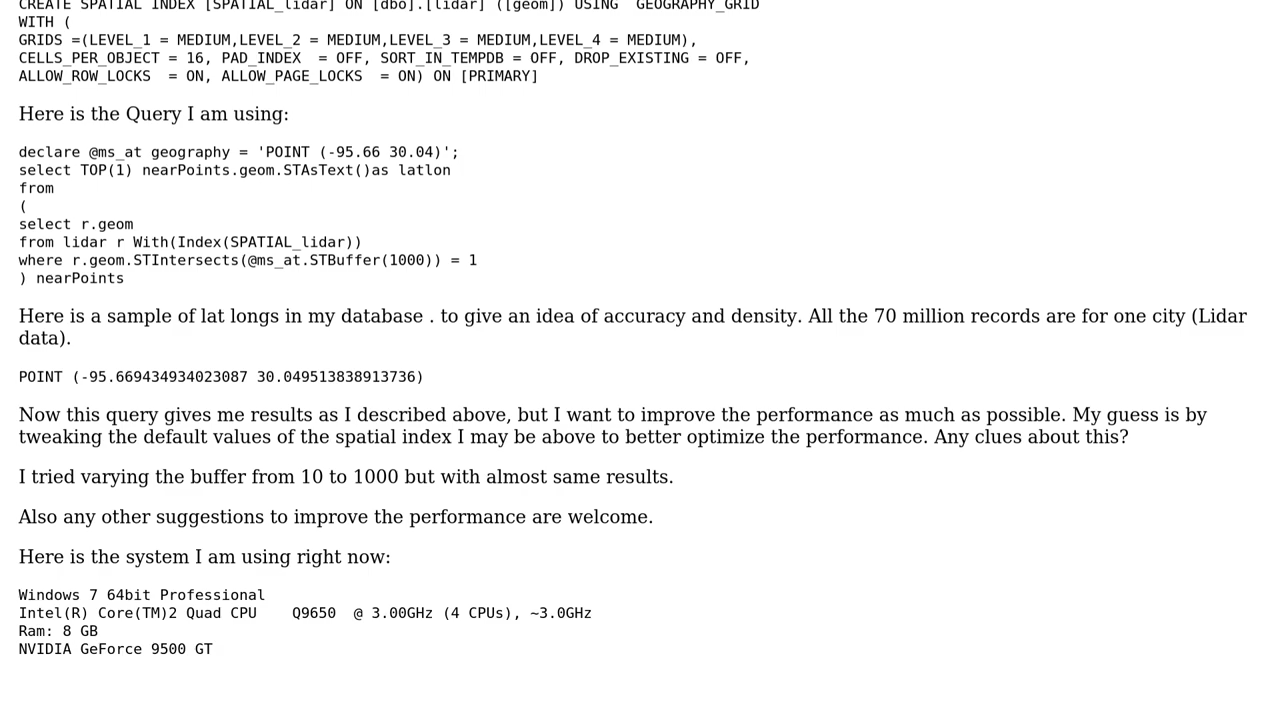 CREATE SPATIAL INDEX [SPATIAL_lidar] ON [dbo].[lidar] ([geom]) USING  GEOGRAPHY_GRID
WITH (
GRIDS =(LEVEL_1 = MEDIUM,LEVEL_2 = MEDIUM,LEVEL_3 = MEDIUM,LEVEL_4 = MEDIUM),
CELLS_PER_OBJECT = 16, PAD_INDEX  = OFF, SORT_IN_TEMPDB = OFF, DROP_EXISTING = OFF,
ALLOW_ROW_LOCKS  = ON, ALLOW_PAGE_LOCKS  = ON) ON [PRIMARY]
Here is the Query I am using:
declare @ms_at geography = 'POINT (-95.66 30.04)';
select TOP(1) nearPoints.geom.STAsText()as latlon
from
(
select r.geom
from lidar r With(Index(SPATIAL_lidar))
where r.geom.STIntersects(@ms_at.STBuffer(1000)) = 1
) nearPoints
Here is a sample of lat longs in my database . to give an idea of accuracy and density. All the 70 million records are for one city (Lidar
data).
POINT (-95.669434934023087 30.049513838913736)
Now this query gives me results as I described above, but I want to improve the performance as much as possible. My guess is by
tweaking the default values of the spatial index I may be above to better optimize the performance. Any clues about this?
I tried varying the buffer from 10 to 1000 but with almost same results.
Also any other suggestions to improve the performance are welcome.
Here is the system I am using right now:
Windows 7 64bit Professional
Intel(R) Core(TM)2 Quad CPU    Q9650  @ 3.00GHz (4 CPUs), ~3.0GHz
Ram: 8 GB
NVIDIA GeForce 9500 GT